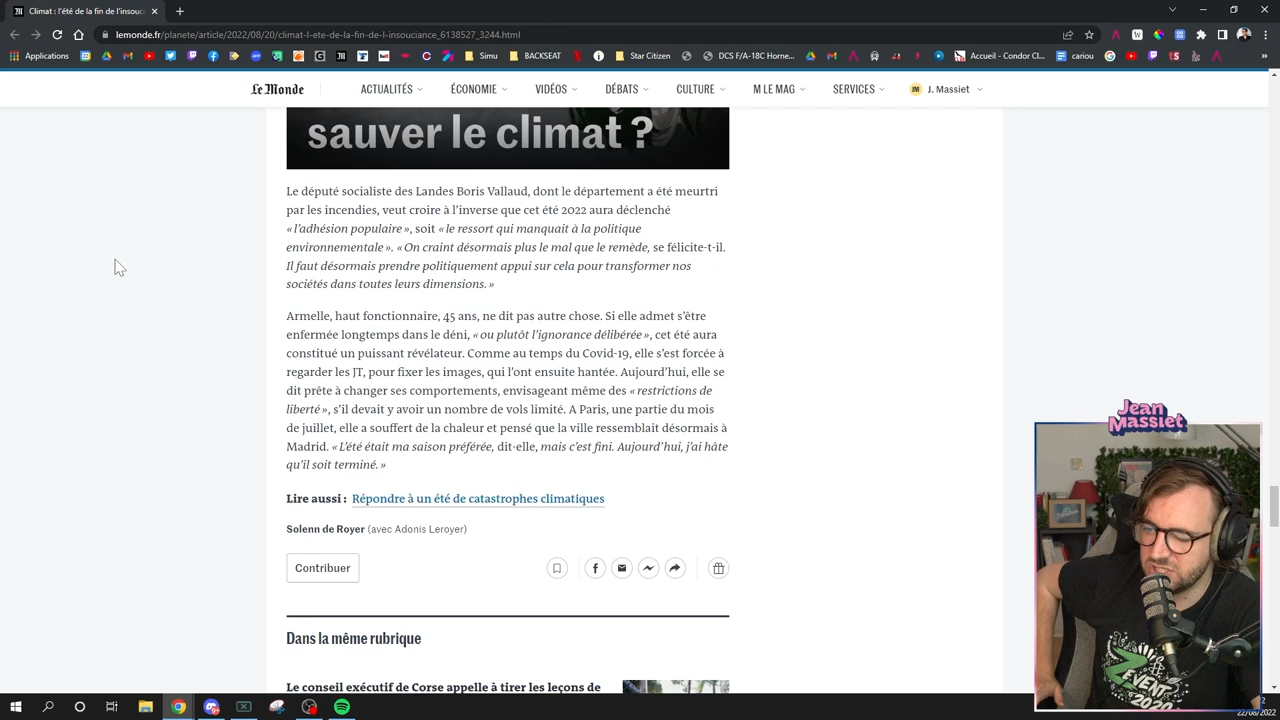 Climat : l'été de la fin de l'insouc
lemonde.fr/planete/article/2022/08/20/climat-l-ete-de-la-fin-de-l-insouciance_6138527_3244.html
Applications
Suivis
BACKSEAT
Star Citizen
DCS F/A-18C Horne...
Accueil - Condor Cl...
cariou
Le Monde
ACTUALITÉS
ÉCONOMIE
VIDÉOS
DÉBATS
CULTURE
M LE MAG
SERVICES
JM J. Massiet
sauver le climat ?
Le député socialiste des Landes Boris Vallaud, dont le département a été meurtri
par les incendies, veut croire à l'inverse que cet été 2022 aura déclenché
« l'adhésion populaire », soit « le ressort qui manquait à la politique
environnementale ». « On craint désormais plus le mal que le remède, se félicite-t-il.
Il faut désormais prendre politiquement appui sur cela pour transformer nos
sociétés dans toutes leurs dimensions. »
Armelle, haut fonctionnaire, 45 ans, ne dit pas autre chose. Si elle admet s'être
enfermée longtemps dans le déni, « ou plutôt l'ignorance délibérée », cet été aura
constitué un puissant révélateur. Comme au temps du Covid-19, elle s'est forcée à
regarder les JT, pour fixer les images, qui l'ont ensuite hantée. Aujourd'hui, elle se
dit prête à changer ses comportements, envisageant même des « restrictions de
liberté », s'il devait y avoir un nombre de vols limité. A Paris, une partie du mois
de juillet, elle a souffert de la chaleur et pensé que la ville ressemblait désormais à
Madrid. « L'été était ma saison préférée, dit-elle, mais c'est fini. Aujourd'hui, j'ai hâte
qu'il soit terminé. »
Lire aussi : Répondre à un été de catastrophes climatiques
Solenn de Royer (avec Adonis Leroyer)
Contribuer
Dans la même rubrique
Le conseil exécutif de Corse appelle à tirer les leçons de
Jean
Massiet
ZEVENT
2020
22/08/2022